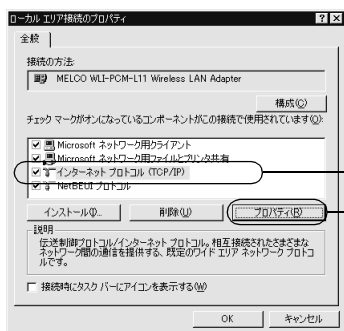 ローカル エリア接続のプロパティ
全般
接続の方法:
MELCO WLI-PCM-L11 Wireless LAN Adapter
構成(C)
チェック マークがオンになっているコンポーネントがこの接続で使用されています(O):
Microsoft ネットワーク用クライアント
Microsoft ネットワーク用ファイルとプリンタ共有
インターネット プロトコル (TCP/IP)
NetBEUI プロトコル
インストール(I)...
削除(U)
プロパティ(R)
説明
伝送制御プロトコル/インターネット プロトコル。相互接続されたさまざまな
ネットワーク間の通信を提供する、既定のワイド エリア ネットワーク プロトコ
ルです。
接続時にタスク バーにアイコンを表示する(W)
OK
キャンセル